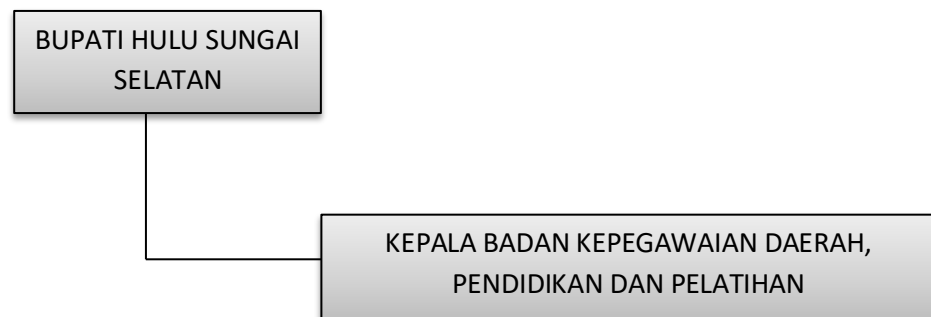 BUPATI HULU SUNGAI
SELATAN
KEPALA BADAN KEPEGAWAIAN DAERAH,
PENDIDIKAN DAN PELATIHAN